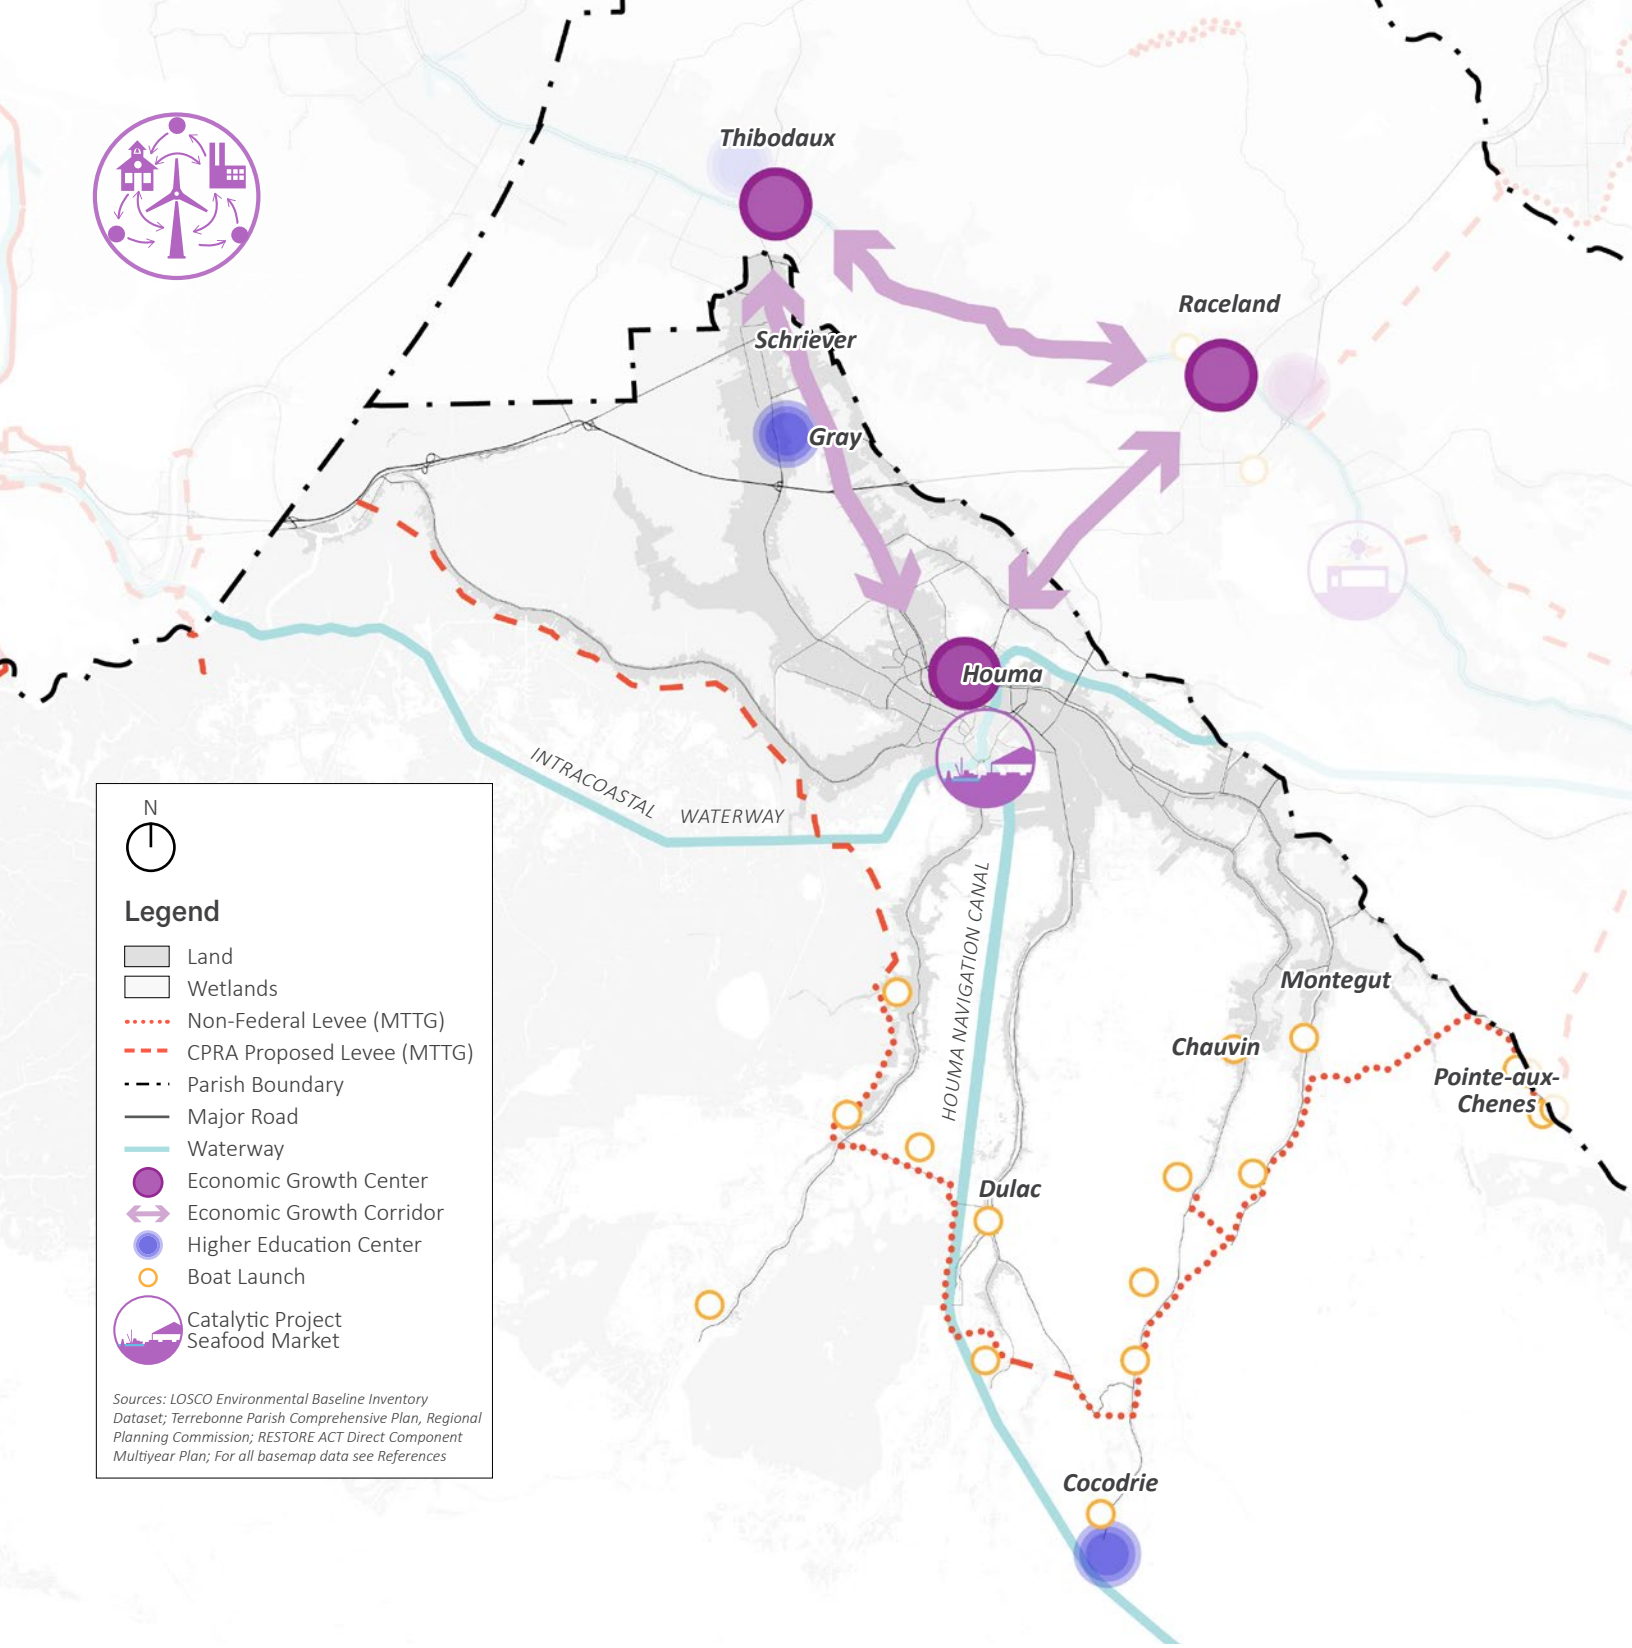 Thibodaux
Raceland
Schriever
Gray
Houma
INTRACOASTAL WATERWAY
HOUMA NAVIGATION CANAL
Montegut
Chauvin
Pointe-aux-
Chenes
Dulac
Cocodrie
N
Legend
Land
Wetlands
Non-Federal Levee (MTTG)
CPRA Proposed Levee (MTTG)
Parish Boundary
Major Road
Waterway
Economic Growth Center
Economic Growth Corridor
Higher Education Center
Boat Launch
Catalytic Project
Seafood Market
Sources: LOSCO Environmental Baseline Inventory
Dataset; Terrebonne Parish Comprehensive Plan, Regional
Planning Commission; RESTORE ACT Direct Component
Multiyear Plan; For all basemap data see References